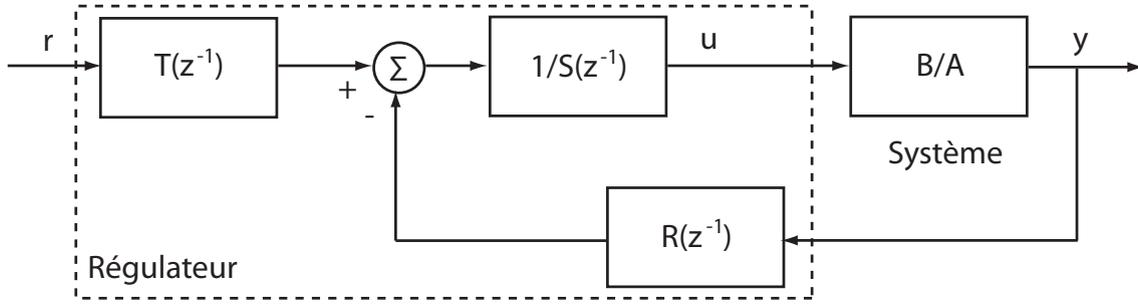 r
T(z⁻¹)
Σ
+
-
1/S(z⁻¹)
u
B/A
y
Système
R(z⁻¹)
Régulateur